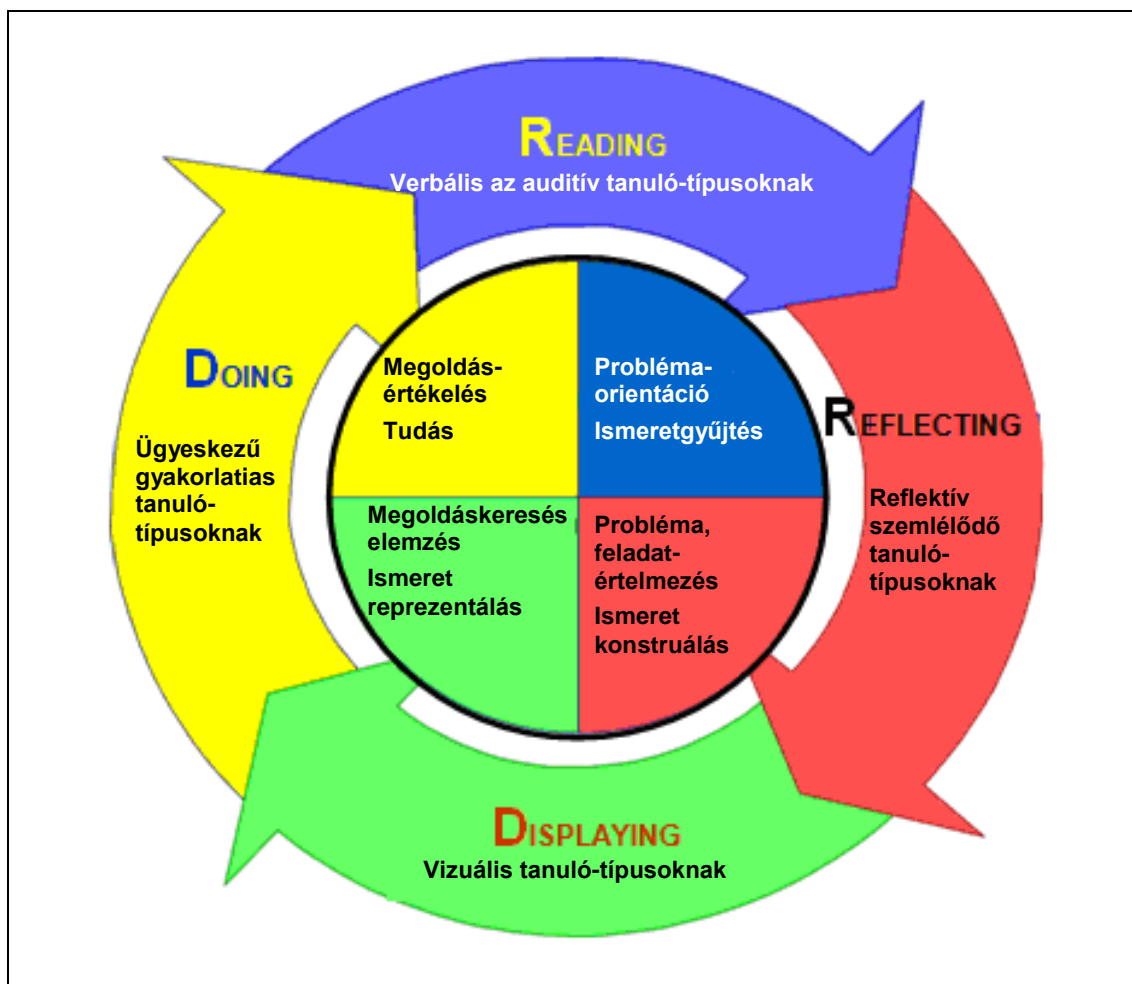 READING
Verbális az auditív tanuló-típusoknak
DOING
Ügyeskezű
gyakorlatias
tanuló-
típusoknak
Megoldás-
értékelés
Tudás
Probléma-
orientáció
Ismeretgyűjtés
REFLECTING
Reflektív
szemlélődő
tanuló-
típusoknak
Megoldáskeresés
elemzés
Ismeret
reprezentálás
Probléma,
feladat-
értelmezés
Ismeret
konstruálás
DISPLAYING
Vizuális tanuló-típusoknak